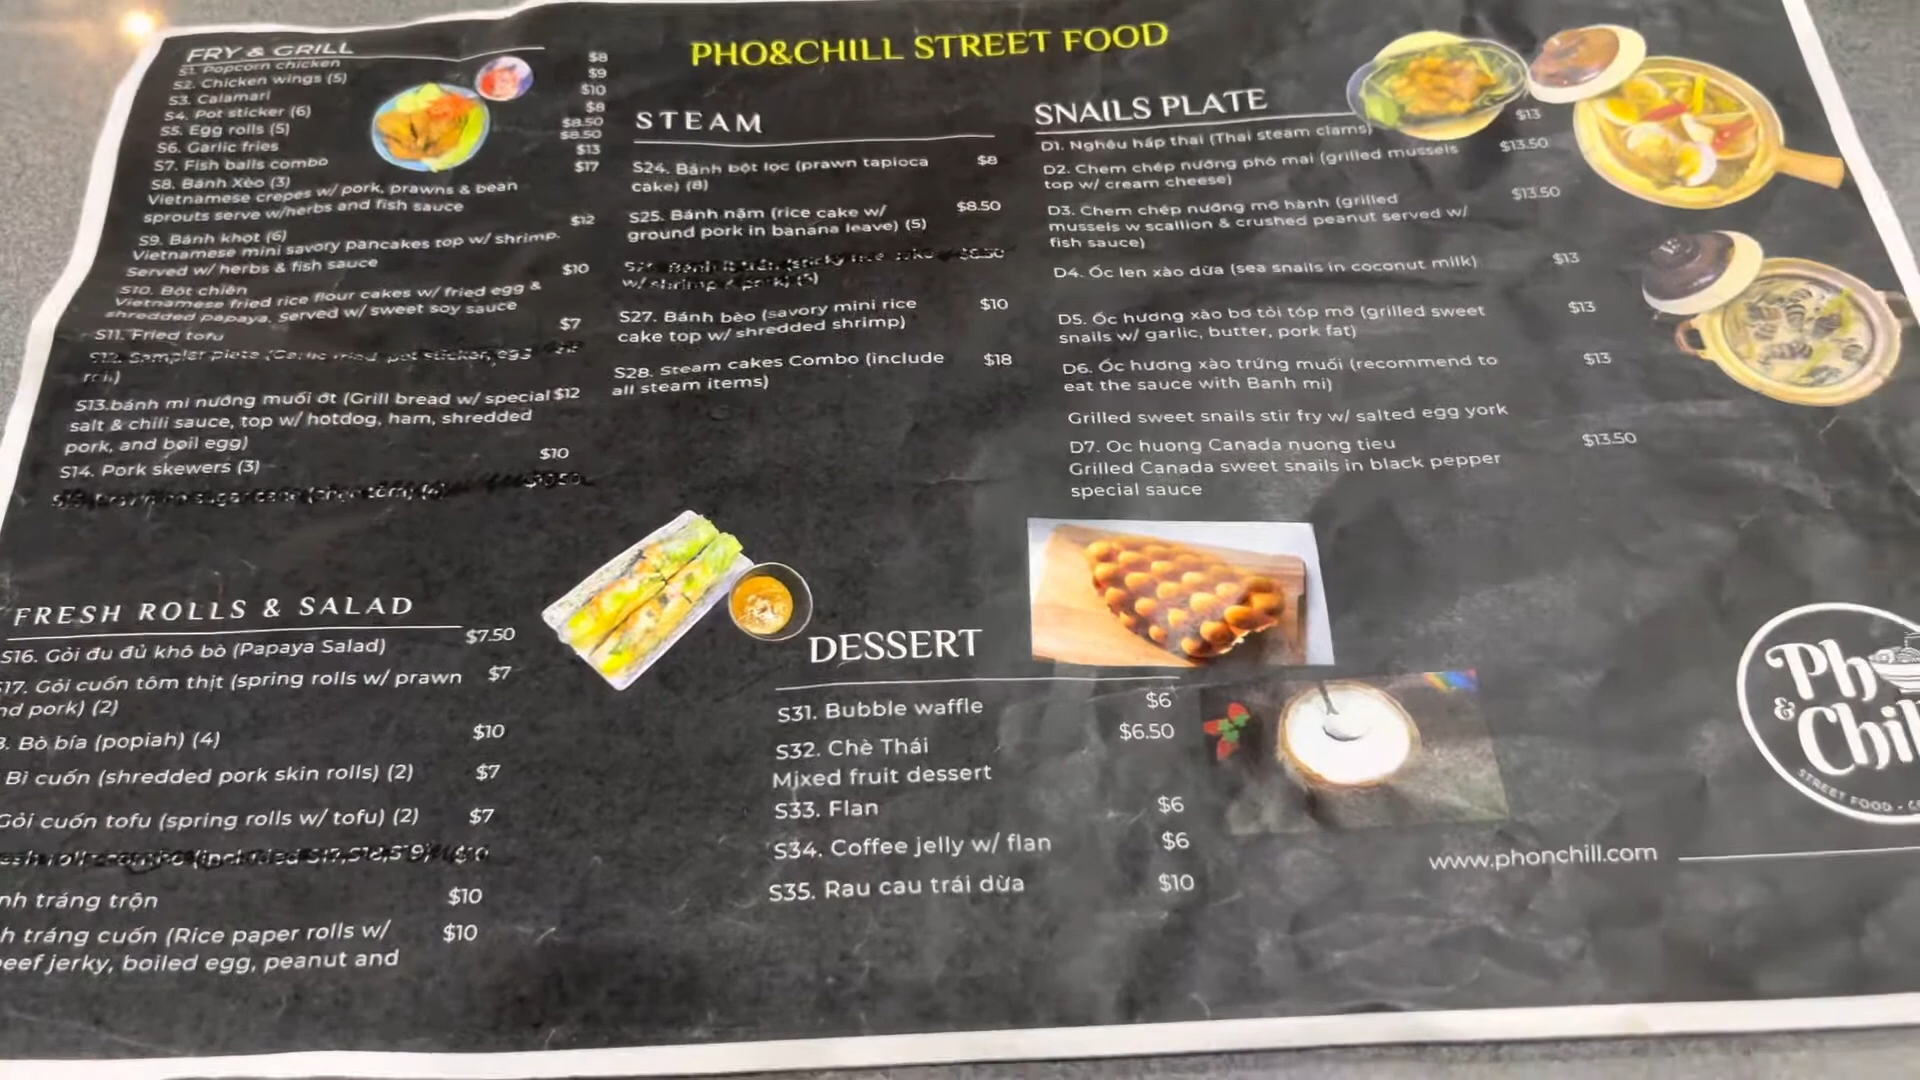 PHO&CHILL STREET FOOD
FRY & GRILL
S1. Popcorn chicken $8
S2. Chicken wings (5) $9
S3. Calamari $10
S4. Pot sticker (6) $8
S5. Egg rolls (5) $8.50
S6. Garlic fries $8.50
S7. Fish balls combo $13
S8. Bánh Xèo (3) $17
Vietnamese crepes w/ pork, prawns & bean
sprouts serve w/herbs and fish sauce
S9. Bánh khọt (6) $12
Vietnamese mini savory pancakes top w/ shrimp.
Served w/ herbs & fish sauce
S10. Bột chiên $10
Vietnamese fried rice flour cakes w/ fried egg &
shredded papaya. Served w/ sweet soy sauce
S11. Fried tofu $7
S12. Sampler plate
S13.bánh mì nướng muối ớt (Grill bread w/ special $12
salt & chili sauce, top w/ hotdog, ham, shredded
pork, and boil egg)
S14. Pork skewers (3) $10
STEAM
S24. Bánh bột lọc (prawn tapioca $8
cake) (8)
S25. Bánh nậm (rice cake w/ $8.50
ground pork in banana leave) (5)
S27. Bánh bèo (savory mini rice $10
cake top w/ shredded shrimp)
S28. Steam cakes Combo (include $18
all steam items)
SNAILS PLATE
D1. Nghêu hấp thai (Thai steam clams) $13
D2. Chem chép nướng phô mai (grilled mussels $13.50
top w/ cream cheese)
D3. Chem chép nướng mỡ hành (grilled $13.50
mussels w scallion & crushed peanut served w/
fish sauce)
D4. Ốc len xào dừa (sea snails in coconut milk) $13
D5. Ốc hương xào bơ tỏi tóp mỡ (grilled sweet $13
snails w/ garlic, butter, pork fat)
D6. Ốc hương xào trứng muối (recommend to $13
eat the sauce with Banh mi)
Grilled sweet snails stir fry w/ salted egg york
D7. Oc huong Canada nuong tieu $13.50
Grilled Canada sweet snails in black pepper
special sauce
FRESH ROLLS & SALAD
S16. Gỏi đu đủ khô bò (Papaya Salad) $7.50
S17. Gỏi cuốn tôm thịt (spring rolls w/ prawn $7
nd pork) (2)
Bò bía (popiah) (4) $10
Bì cuốn (shredded pork skin rolls) (2) $7
Gỏi cuốn tofu (spring rolls w/ tofu) (2) $7
nh tráng trộn $10
h tráng cuốn (Rice paper rolls w/ $10
eef jerky, boiled egg, peanut and
DESSERT
S31. Bubble waffle $6
S32. Chè Thái $6.50
Mixed fruit dessert
S33. Flan $6
S34. Coffee jelly w/ flan $6
S35. Rau cau trái dừa $10
Ph
& Chil
STREET FOOD
www.phonchill.com